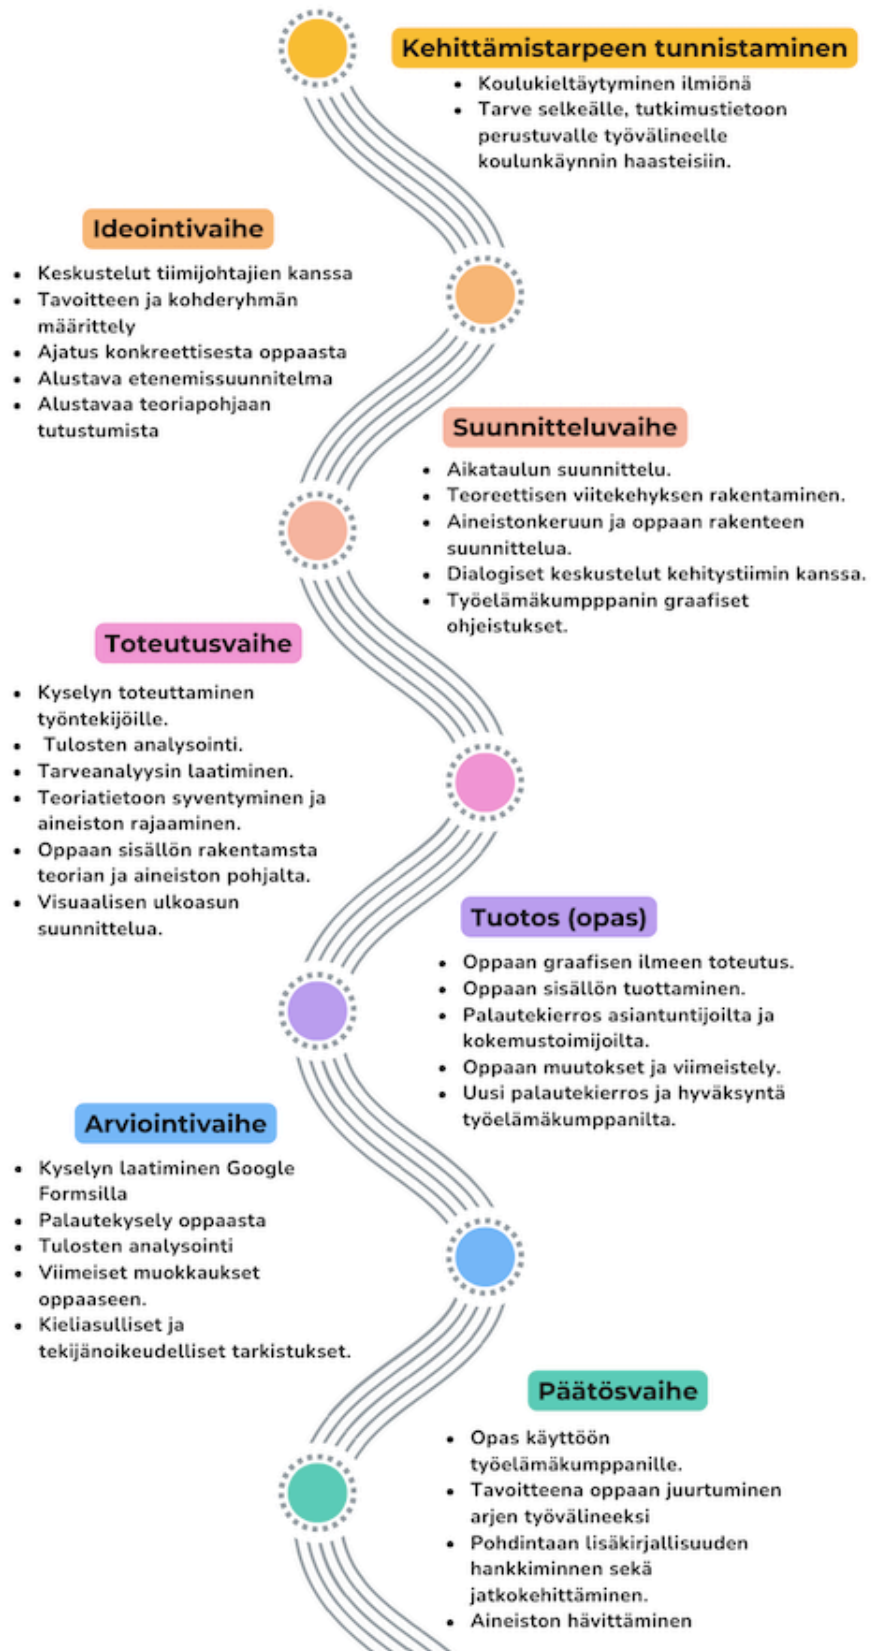 Kehittämistarpeen tunnistaminen
• Koulukieltäytyminen ilmiönä
• Tarve selkeälle, tutkimustietoon
perustuvalle työvälineelle
koulunkäynnin haasteisiin.
Ideointivaihe
• Keskustelut tiimijohtajien kanssa
• Tavoitteen ja kohderyhmän
määrittely
• Ajatus konkreettisesta oppaasta
• Alustava etenemissuunnitelma
• Alustavaa teoriapohjaan
tutustumista
Suunnitteluvaihe
• Aikataulun suunnittelu.
• Teoreettisen viitekehyksen rakentaminen.
• Aineistonkeruun ja oppaan rakenteen
suunnittelua.
• Dialogiset keskustelut kehitystiimin kanssa.
• Työelämäkumpppanin graafiset
ohjeistukset.
Toteutusvaihe
• Kyselyn toteuttaminen
työntekijöille.
• Tulosten analysointi.
• Tarveanalyysin laatiminen.
• Teoriatietoon syventyminen ja
aineiston rajaaminen.
• Oppaan sisällön rakentamsta
teorian ja aineiston pohjalta.
• Visuaalisen ulkoasun
suunnittelua.
Tuotos (opas)
• Oppaan graafisen ilmeen toteutus.
• Oppaan sisällön tuottaminen.
• Palautekierros asiantuntijoilta ja
kokemustoimijoilta.
• Oppaan muutokset ja viimeistely.
• Uusi palautekierros ja hyväksyntä
työelämäkumppanilta.
Arviointivaihe
• Kyselyn laatiminen Google
Formsilla
• Palautekysely oppaasta
• Tulosten analysointi
• Viimeiset muokkaukset
oppaaseen.
• Kieliasulliset ja
tekijänoikeudelliset tarkistukset.
Päätösvaihe
• Opas käyttöön
työelämäkumppanille.
• Tavoitteena oppaan juurtuminen
arjen työvälineeksi
• Pohdintaan lisäkirjallisuuden
hankkiminnen sekä
jatkokehittäminen.
• Aineiston hävittäminen